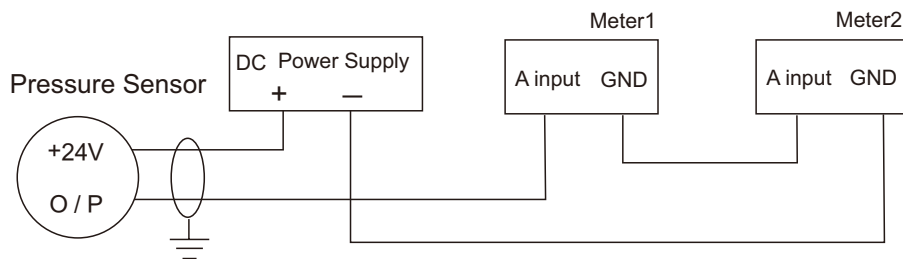 Meter1
Meter2
DC Power Supply
A input GND
A input GND
Pressure Sensor
+ —
+24V
O / P